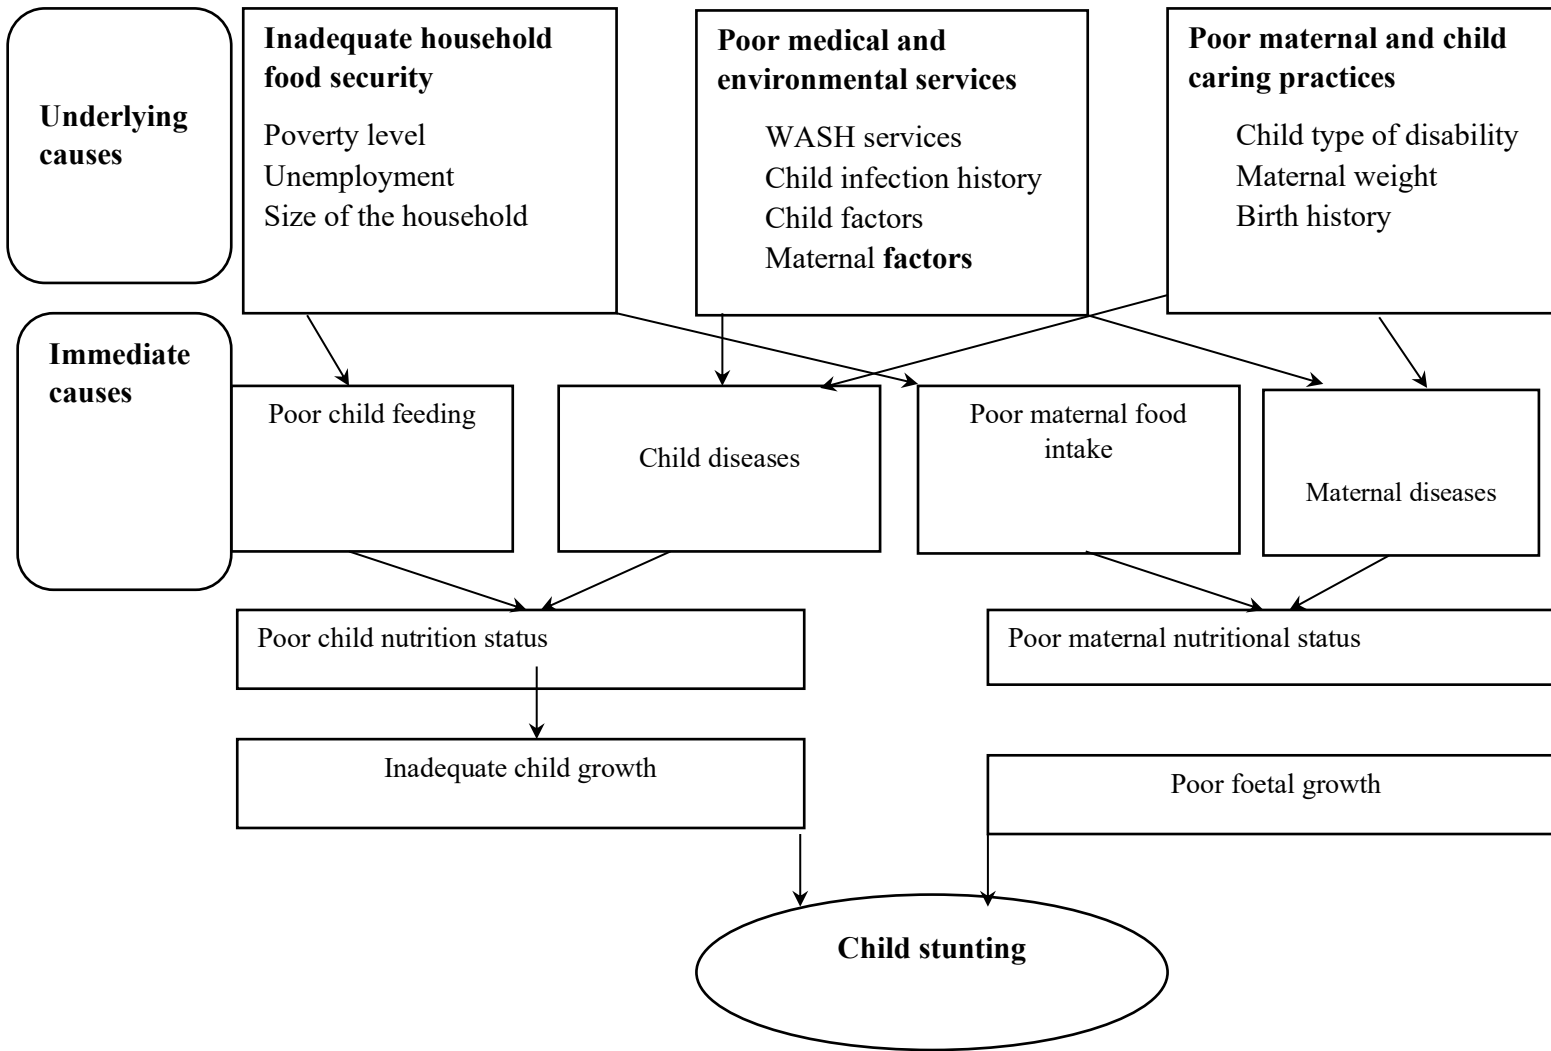 Underlying
causes
Inadequate household
food security
Poverty level
Unemployment
Size of the household
Poor medical and
environmental services
WASH services
Child infection history
Child factors
Maternal factors
Poor maternal and child
caring practices
Child type of disability
Maternal weight
Birth history
Immediate
causes
Poor child feeding
Child diseases
Poor maternal food
intake
Maternal diseases
Poor child nutrition status
Poor maternal nutritional status
Inadequate child growth
Poor foetal growth
Child stunting